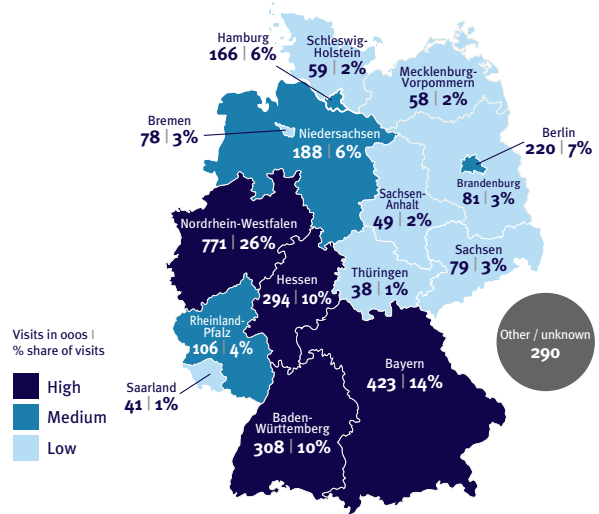 Hamburg
166 | 6%
Schleswig-
Holstein
59 | 2%
Mecklenburg-
Vorpommern
58 | 2%
Bremen
78 | 3%
Niedersachsen
188 | 6%
Berlin
220 | 7%
Brandenburg
81 | 3%
Sachsen-
Anhalt
49 | 2%
Nordrhein-Westfalen
771 | 26%
Hessen
294 | 10%
Thüringen
38 | 1%
Sachsen
79 | 3%
Rheinland-
Pfalz
106 | 4%
Other / unknown
290
Visits in 000s |
% share of visits
High
Medium
Low
Saarland
41 | 1%
Bayern
423 | 14%
Baden-
Württemberg
308 | 10%